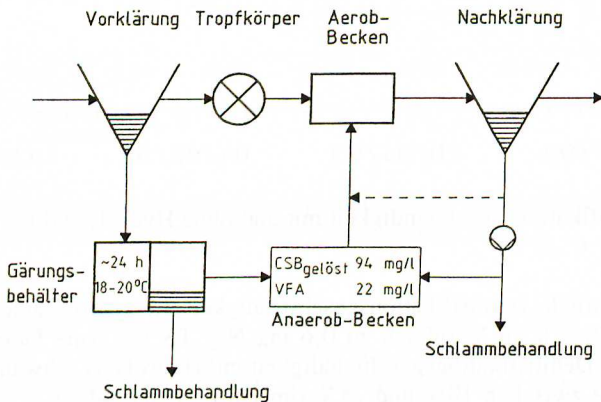 Vorklärung
Tropfkörper
Aerob-
Becken
Nachklärung
Gärungs-
behälter
~24 h
18-20°C
CSBgelöst 94 mg/l
VFA 22 mg/l
Anaerob-Becken
Schlammbehandlung
Schlammbehandlung